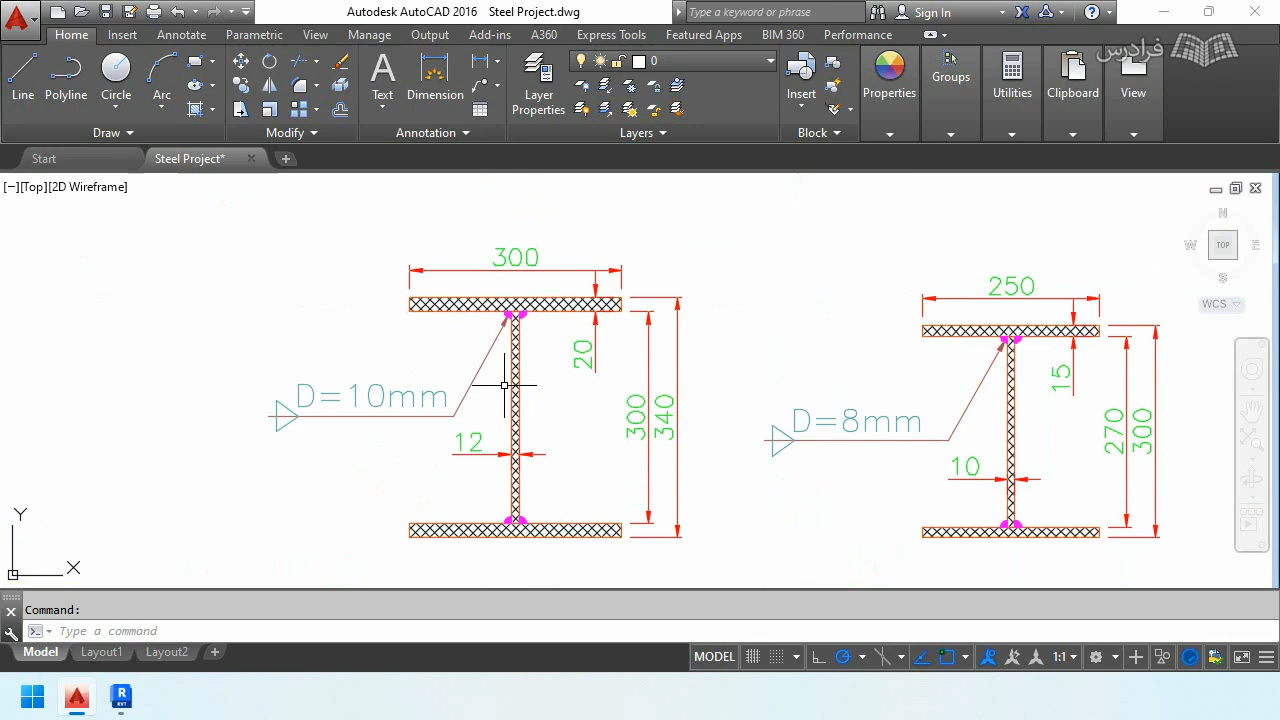 Autodesk AutoCAD 2016 Steel Project.dwg
Type a keyword or phrase
Sign In
Home Insert Annotate Parametric View Manage Output Add-ins A360 Express Tools Featured Apps BIM 360 Performance
فرادرس
Line Polyline Circle Arc
Text Dimension
Layer Properties
0
Insert
Properties
Groups
Utilities
Clipboard
View
Draw Modify Annotation Layers Block
Start Steel Project*
[−][Top][2D Wireframe]
N
W TOP E
S
WCS
300
20
300
340
D=10mm
12
250
15
270
300
D=8mm
10
Y
X
Command:
Type a command
Model Layout1 Layout2
MODEL
1:1
R
RVT